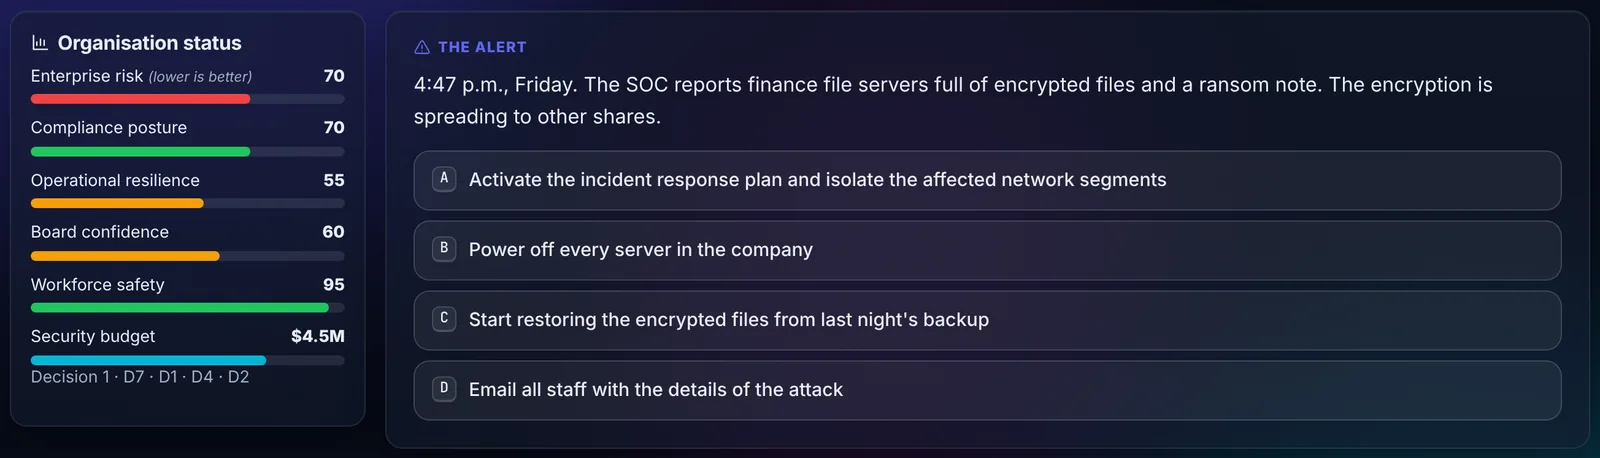 Organisation status
Enterprise risk (lower is better) 70
Compliance posture 70
Operational resilience 55
Board confidence 60
Workforce safety 95
Security budget $4.5M
Decision 1 · D7 · D1 · D4 · D2
THE ALERT
4:47 p.m., Friday. The SOC reports finance file servers full of encrypted files and a ransom note. The encryption is
spreading to other shares.
A Activate the incident response plan and isolate the affected network segments
B Power off every server in the company
C Start restoring the encrypted files from last night's backup
D Email all staff with the details of the attack